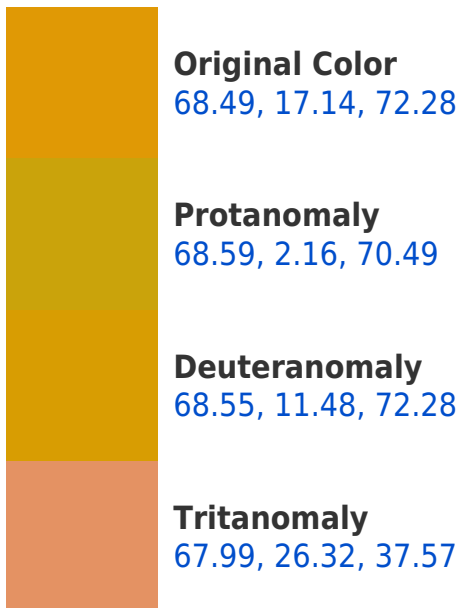 Original Color
68.49, 17.14, 72.28
Protanomaly
68.59, 2.16, 70.49
Deuteranomaly
68.55, 11.48, 72.28
Tritanomaly
67.99, 26.32, 37.57